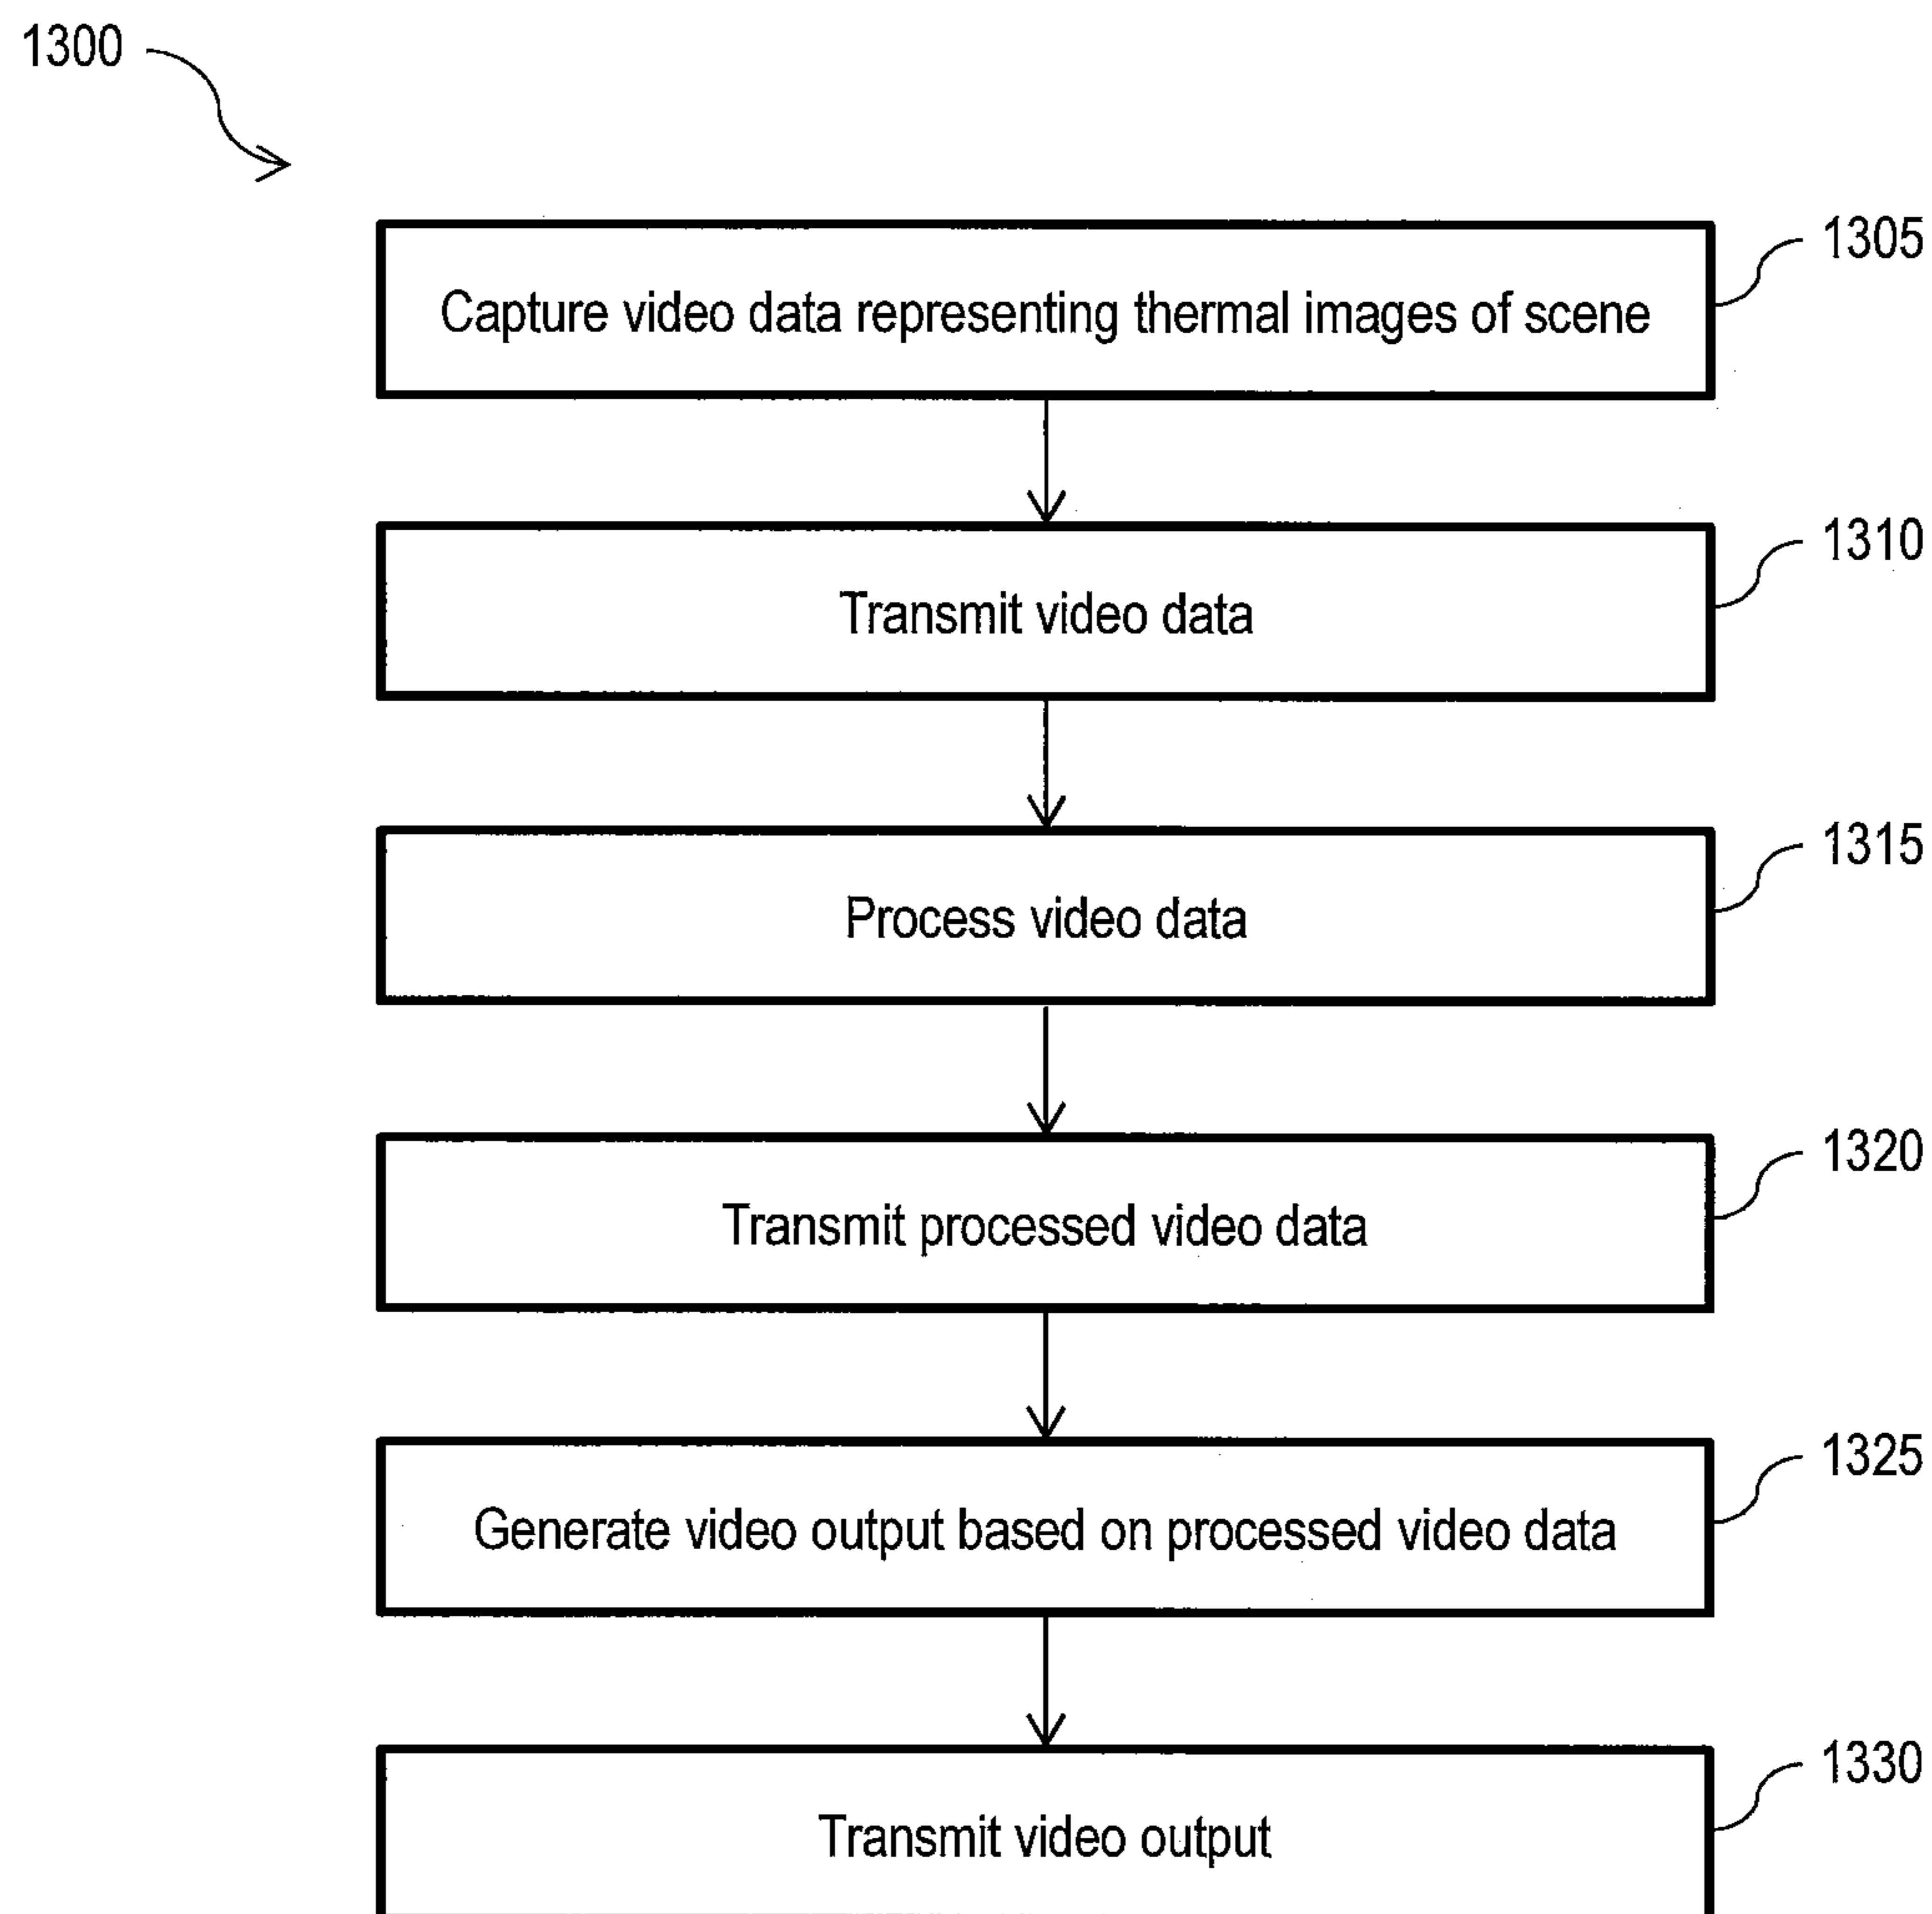 1300
Capture video data representing thermal images of scene
1305
Transmit video data
1310
Process video data
1315
Transmit processed video data
1320
Generate video output based on processed video data
1325
Transmit video output
1330